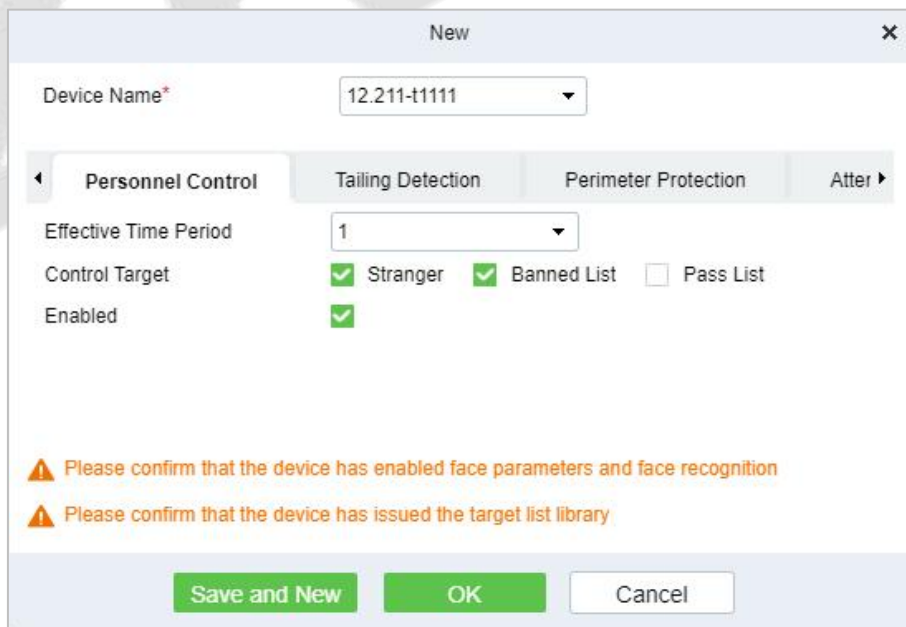 New
Device Name*
12.211-t1111
Personnel Control Tailing Detection Perimeter Protection Atter
Effective Time Period 1
Control Target Stranger Banned List Pass List
Enabled
Please confirm that the device has enabled face parameters and face recognition
Please confirm that the device has issued the target list library
Save and New OK Cancel